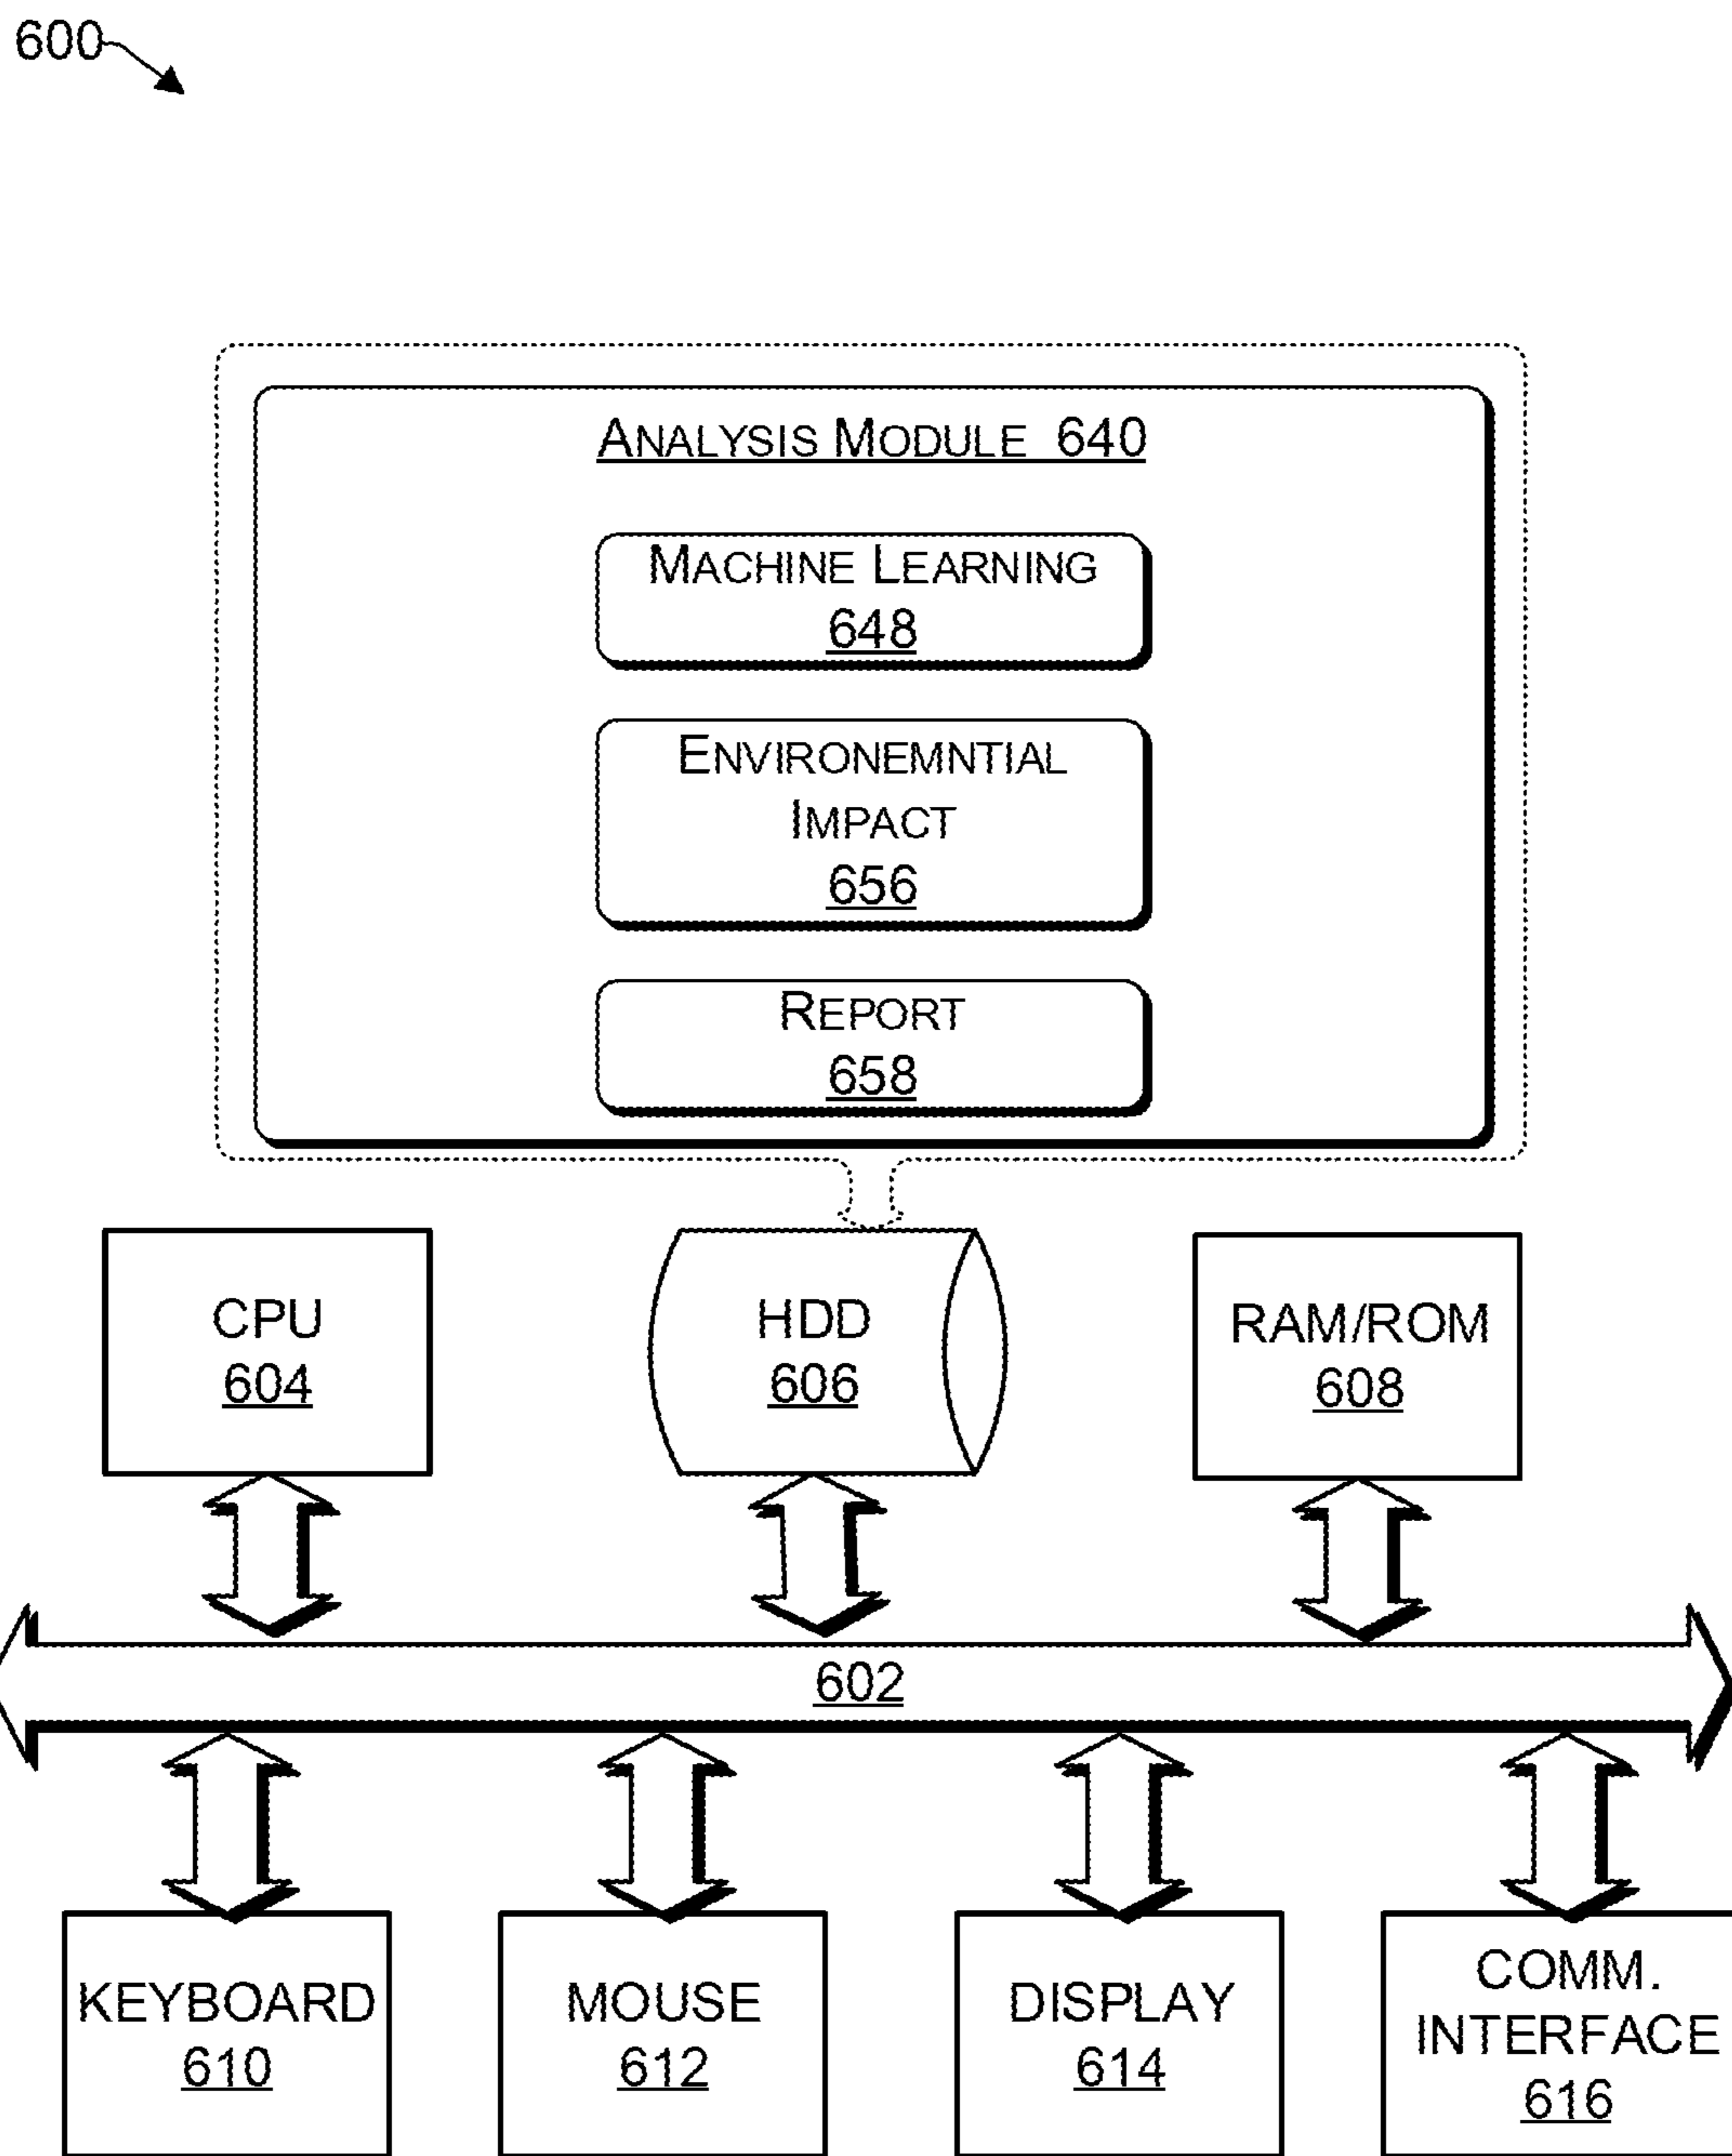 600
ANALYSIS MODULE 640
MACHINE LEARNING
648
ENVIRONEMNTIAL
IMPACT
656
REPORT
658
CPU
604
HDD
606
RAM/ROM
608
602
KEYBOARD
610
MOUSE
612
DISPLAY
614
COMM.
INTERFACE
616